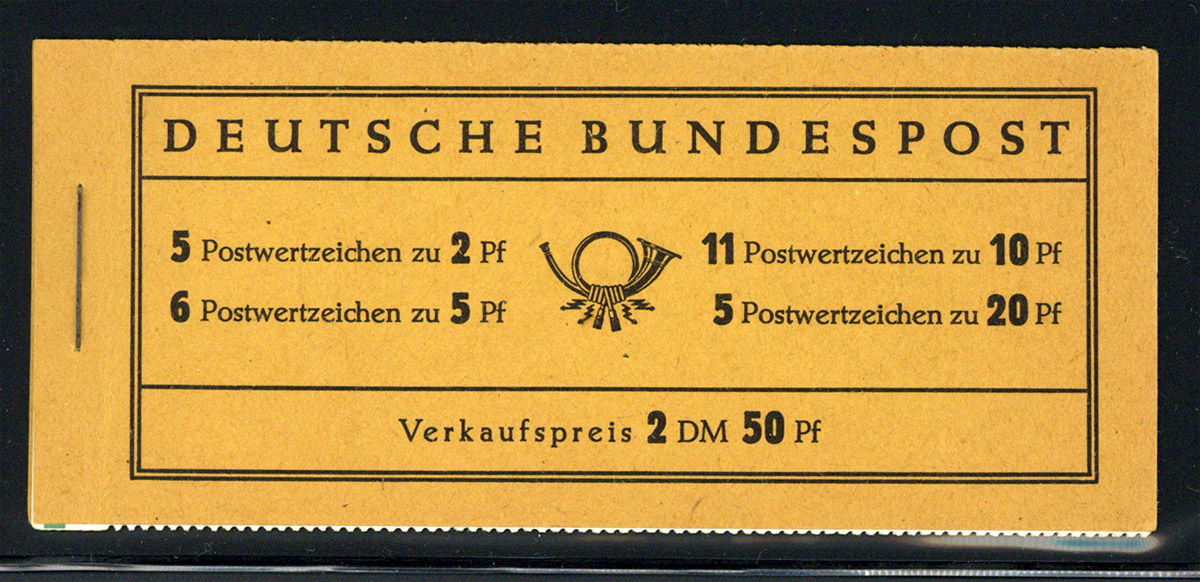 DEUTSCHE BUNDESPOST
5 Postwertzeichen zu 2 Pf
6 Postwertzeichen zu 5 Pf
11 Postwertzeichen zu 10 Pf
5 Postwertzeichen zu 20 Pf
Verkaufspreis 2 DM 50 Pf